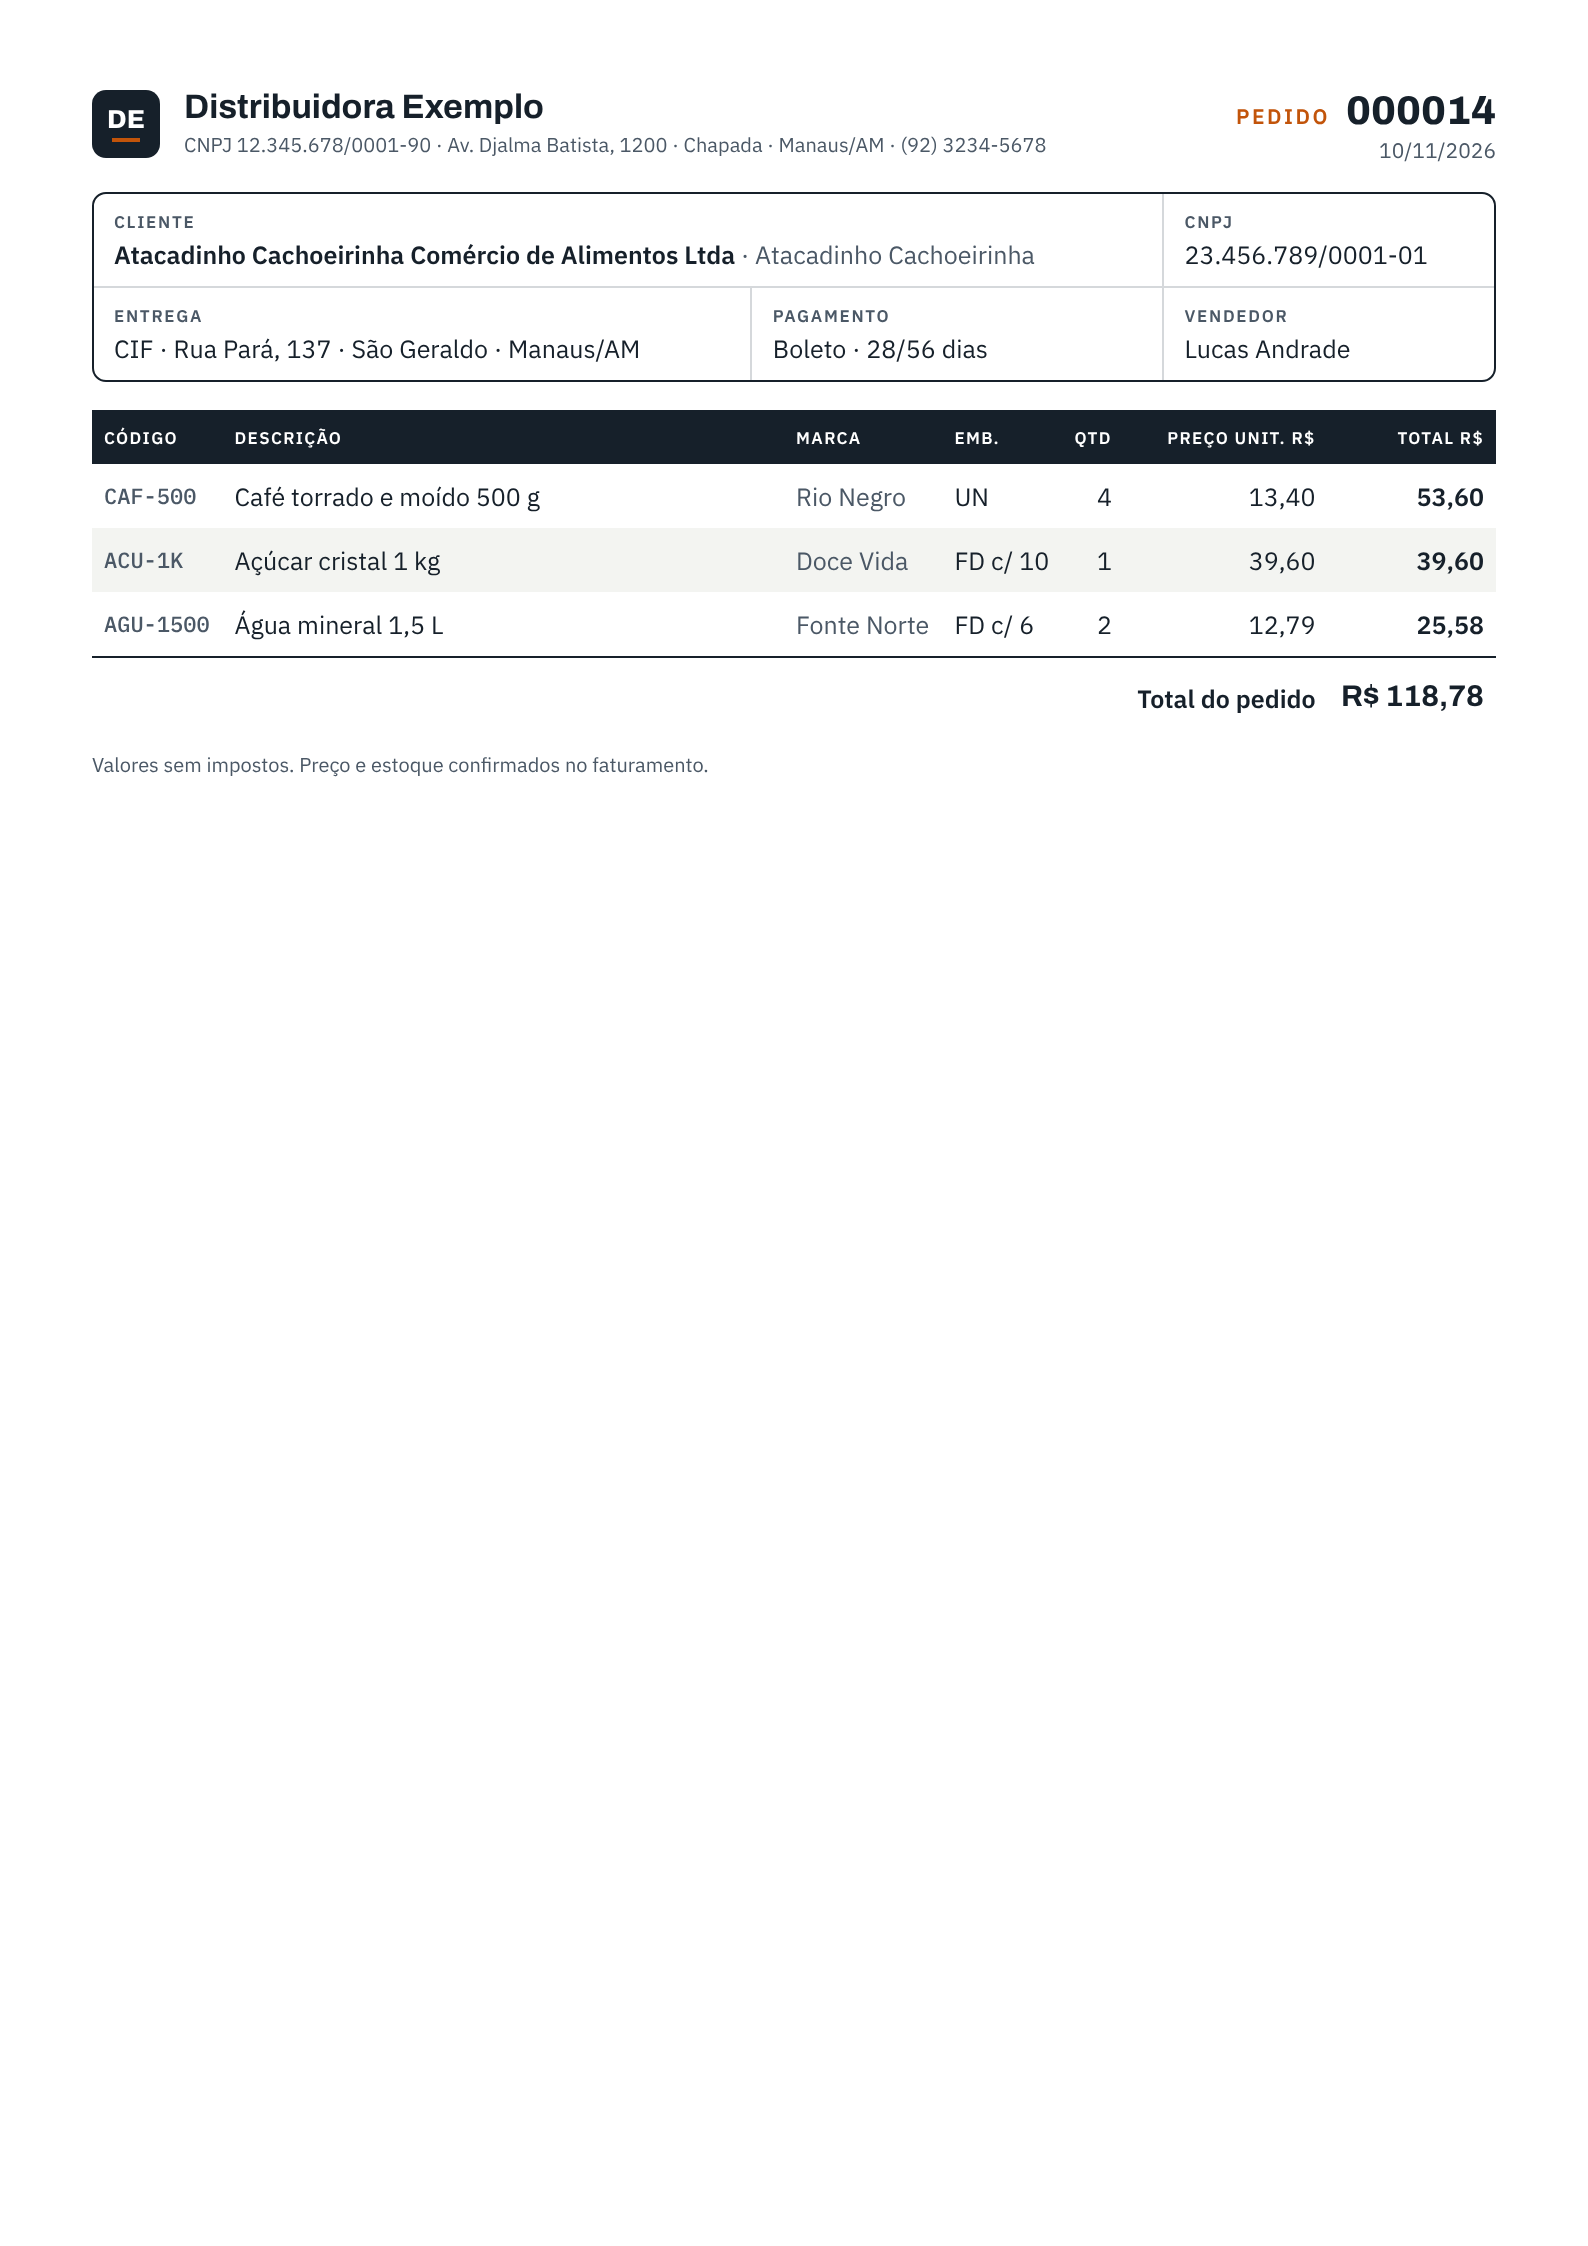 DE
Distribuidora Exemplo
CNPJ 12.345.678/0001-90 · Av. Djalma Batista, 1200 · Chapada · Manaus/AM · (92) 3234-5678
PEDIDO 000014
10/11/2026
CLIENTE
Atacadinho Cachoeirinha Comércio de Alimentos Ltda · Atacadinho Cachoeirinha
CNPJ
23.456.789/0001-01
ENTREGA
CIF · Rua Pará, 137 · São Geraldo · Manaus/AM
PAGAMENTO
Boleto · 28/56 dias
VENDEDOR
Lucas Andrade
CÓDIGO DESCRIÇÃO MARCA EMB. QTD PREÇO UNIT. R$ TOTAL R$
CAF-500 Café torrado e moído 500 g Rio Negro UN 4 13,40 53,60
ACU-1K Açúcar cristal 1 kg Doce Vida FD c/ 10 1 39,60 39,60
AGU-1500 Água mineral 1,5 L Fonte Norte FD c/ 6 2 12,79 25,58
Total do pedido R$ 118,78
Valores sem impostos. Preço e estoque confirmados no faturamento.